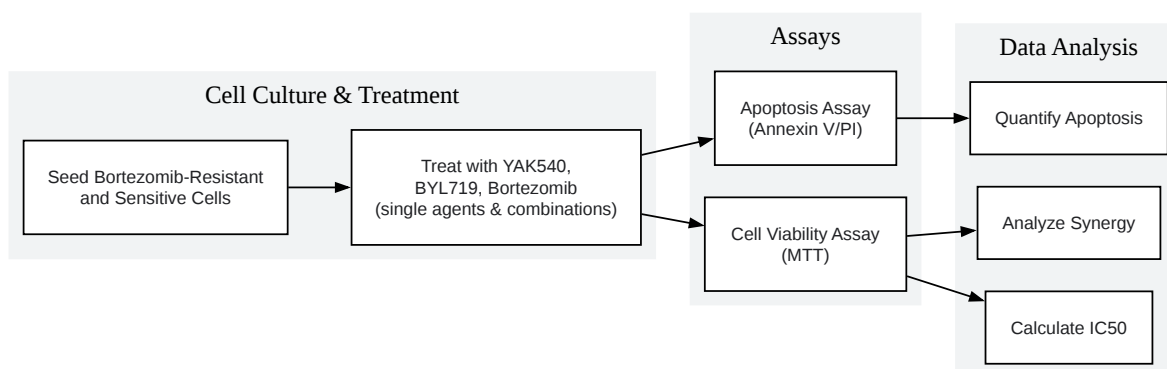 Cell Culture & Treatment
Seed Bortezomib-Resistant
and Sensitive Cells
Treat with YAK540,
BYL719, Bortezomib
(single agents & combinations)
Assays
Apoptosis Assay
(Annexin V/PI)
Cell Viability Assay
(MTT)
Data Analysis
Quantify Apoptosis
Analyze Synergy
Calculate IC50